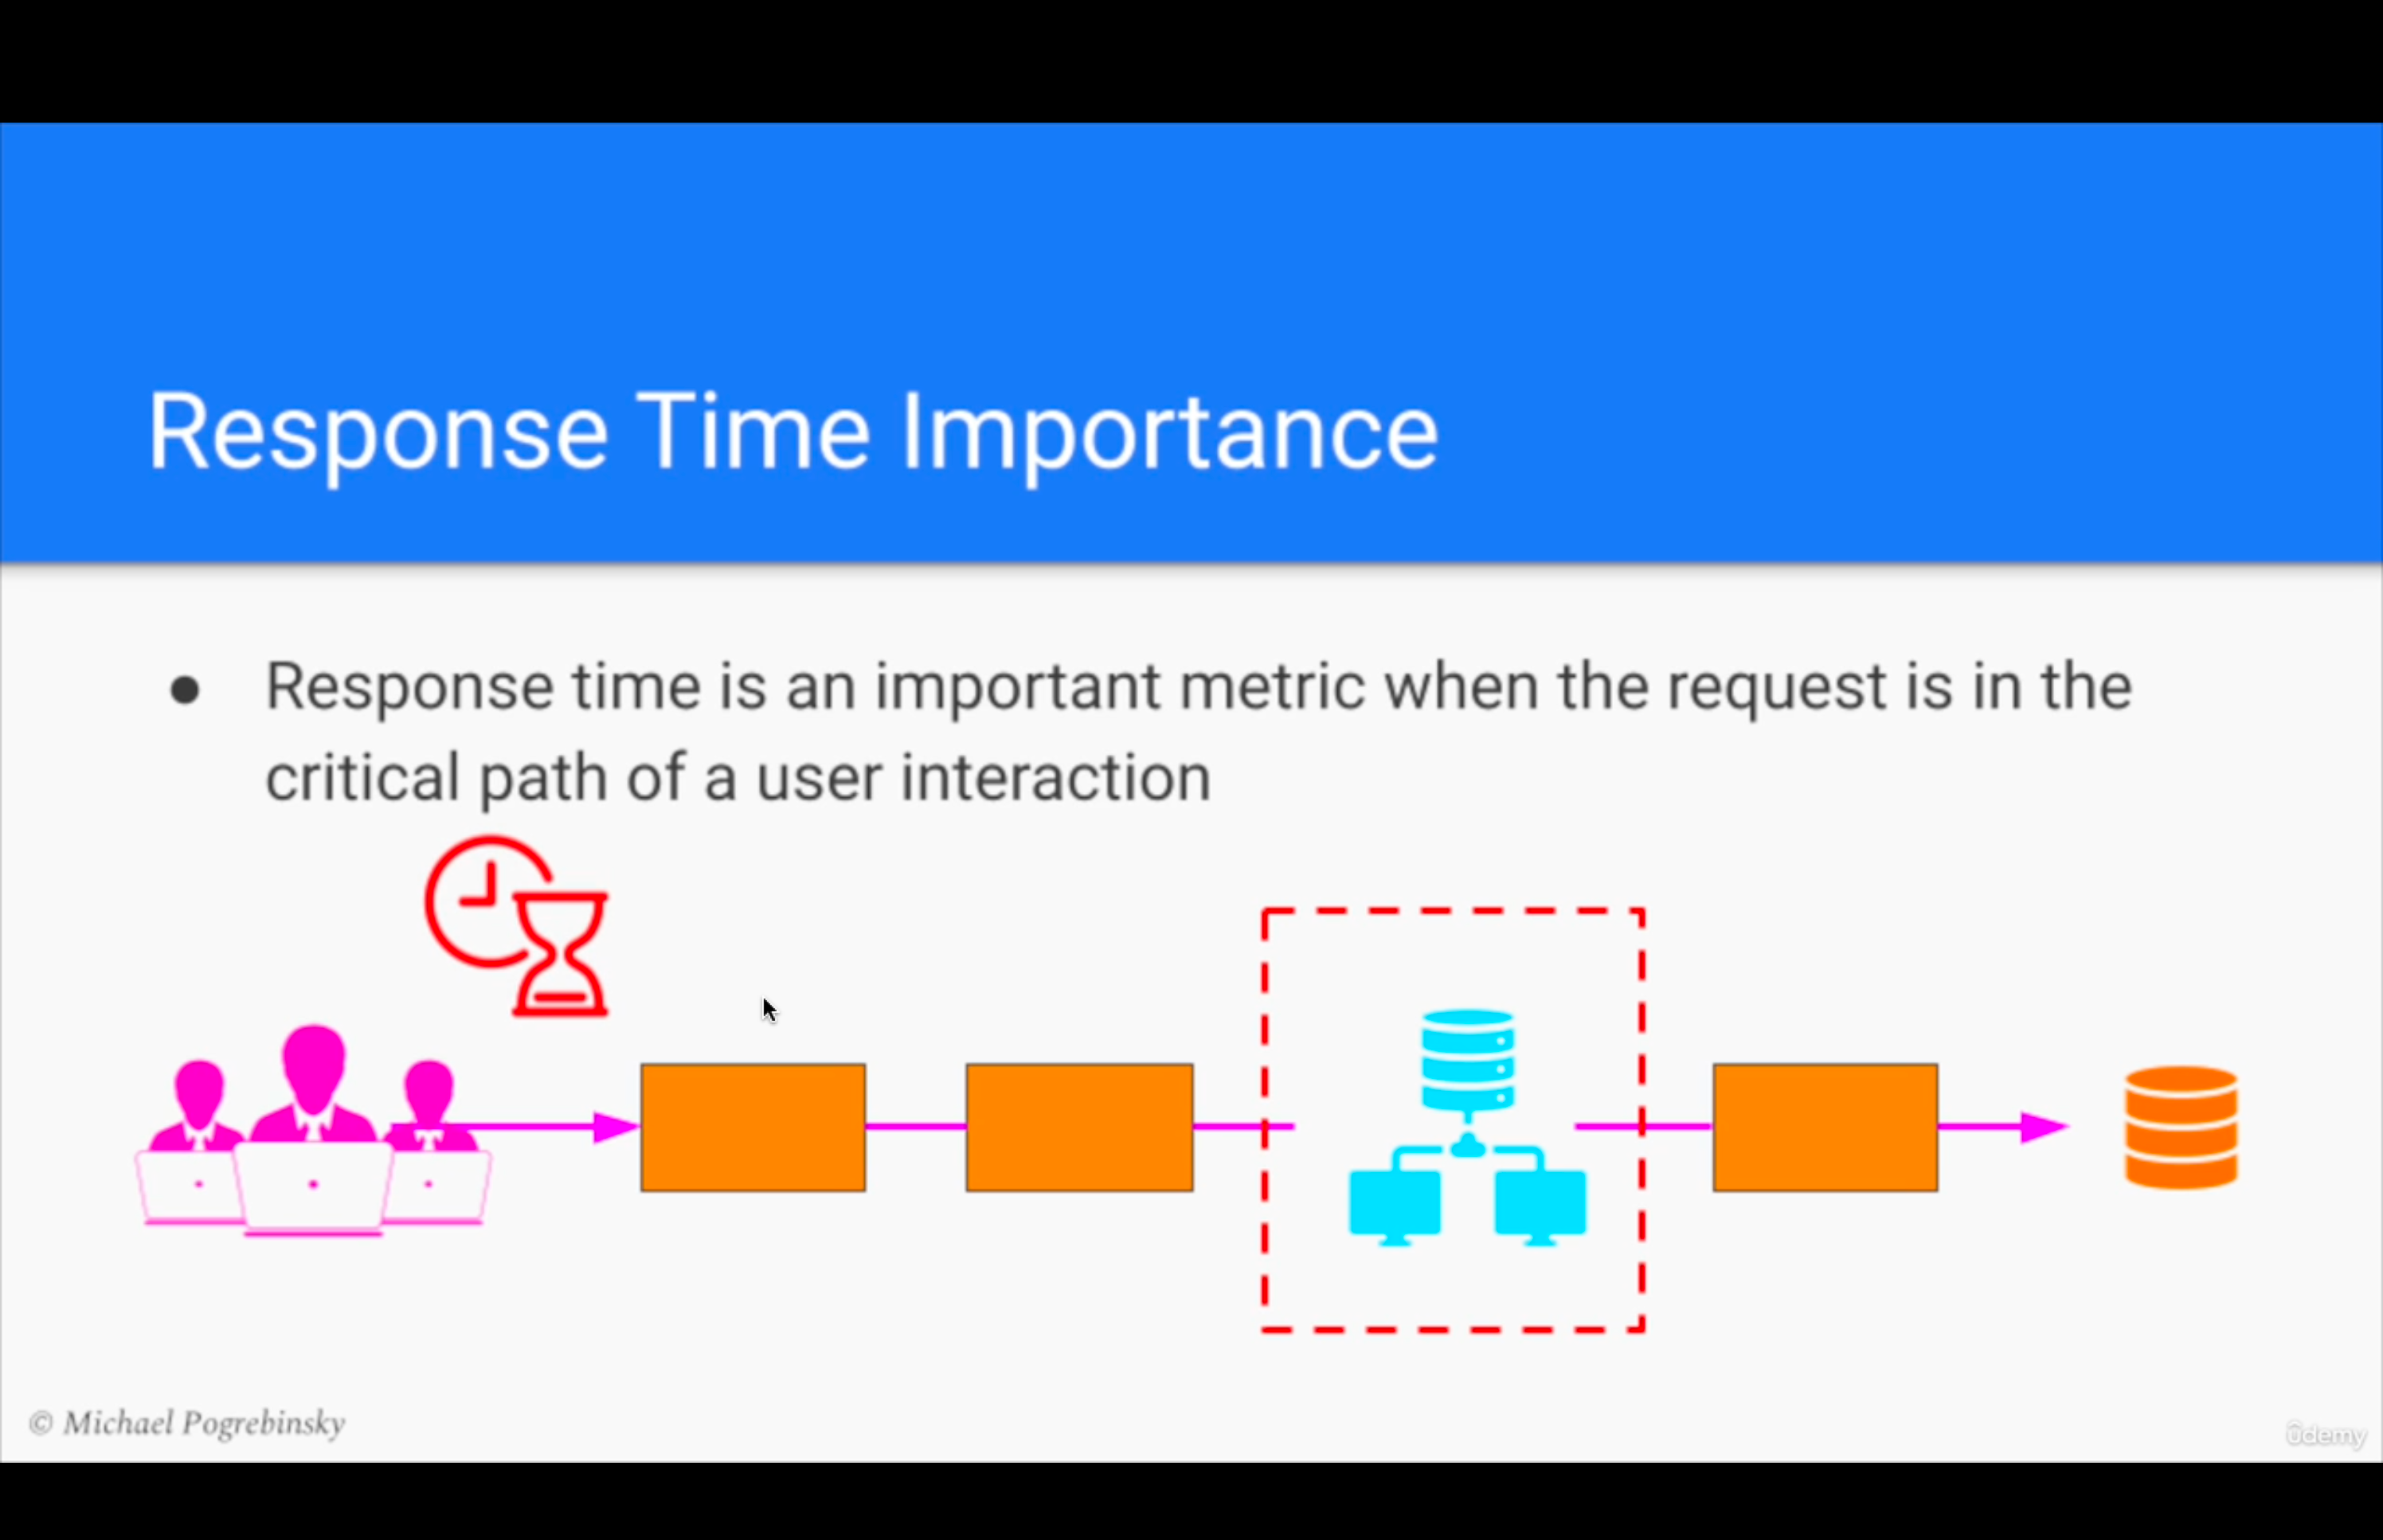 Response Time Importance
● Response time is an important metric when the request is in the
critical path of a user interaction
© Michael Pogrebinsky
ûdemy